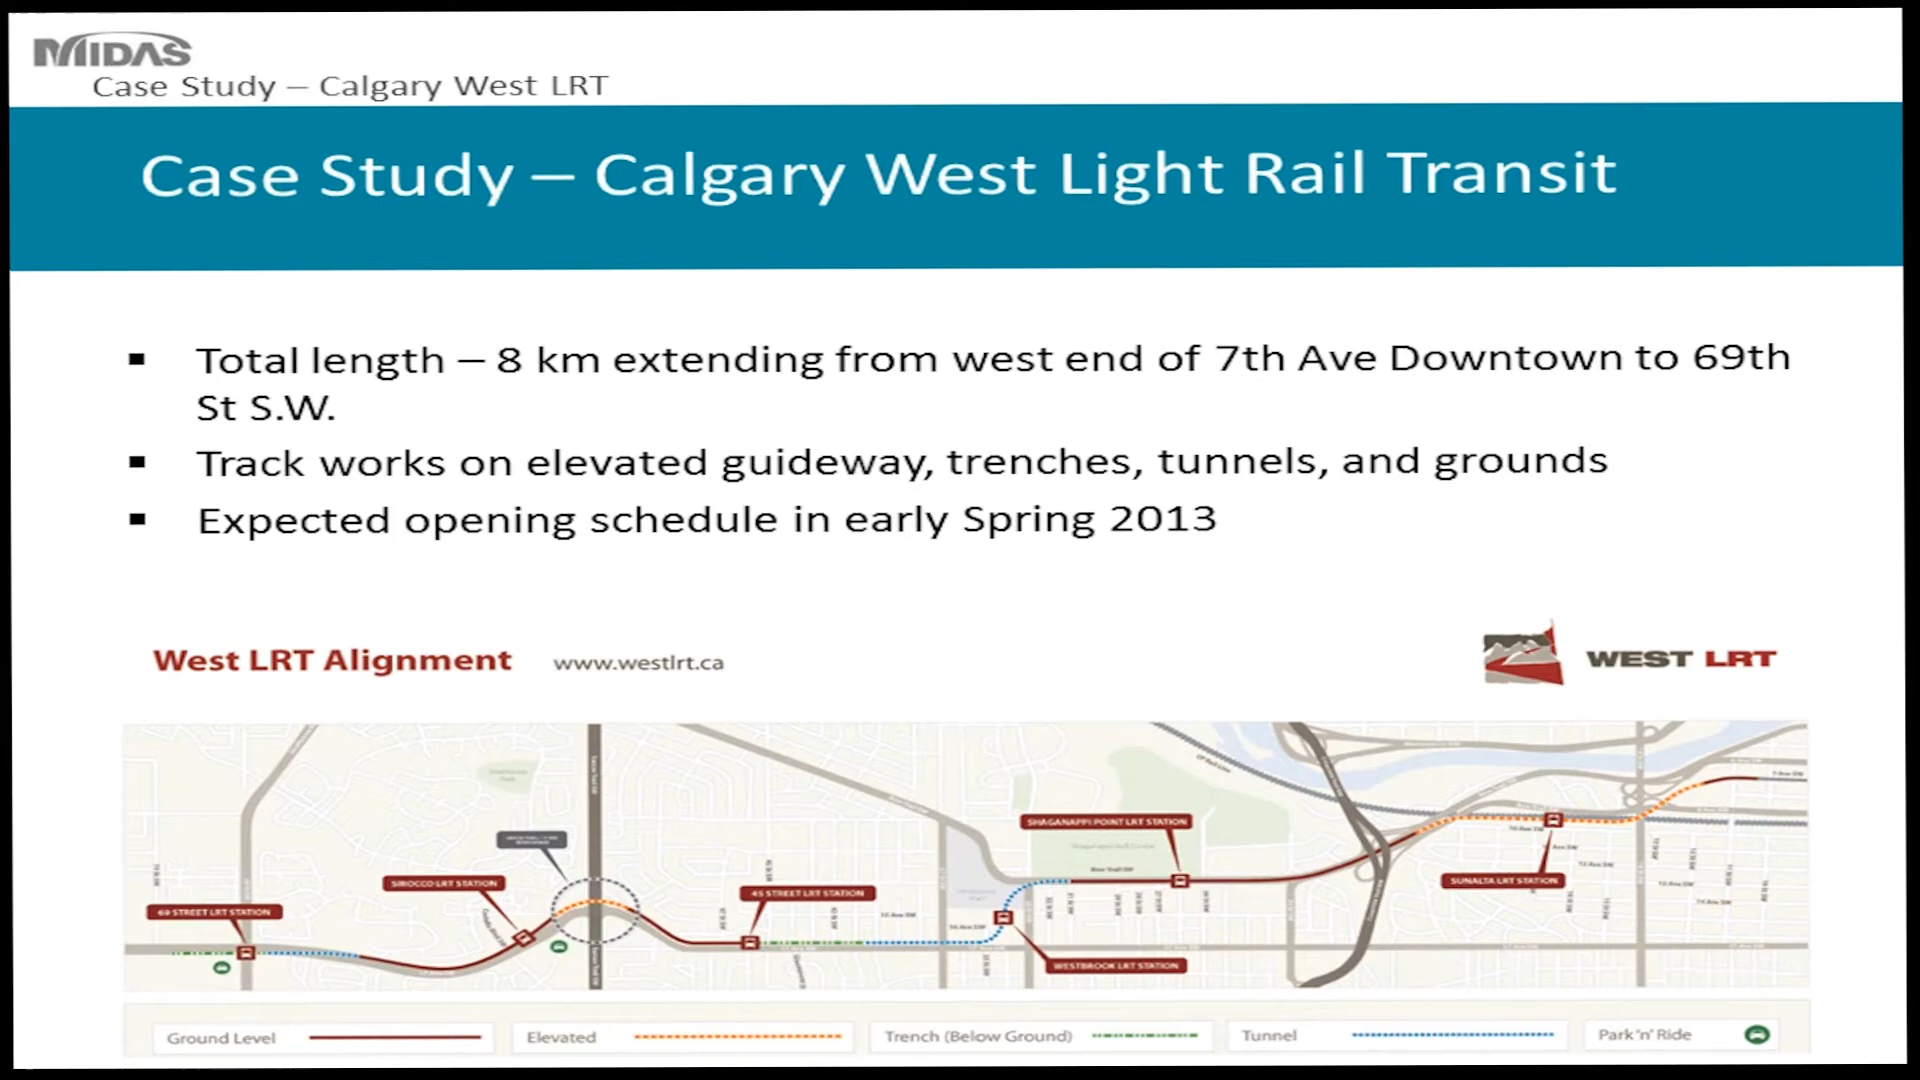 MIDAS
Case Study – Calgary West LRT
Case Study – Calgary West Light Rail Transit
▪ Total length – 8 km extending from west end of 7th Ave Downtown to 69th
St S.W.
▪ Track works on elevated guideway, trenches, tunnels, and grounds
▪ Expected opening schedule in early Spring 2013
West LRT Alignment www.westlrt.ca
WEST LRT
SHAGANAPPI POINT LRT STATION
SIROCCO LRT STATION
45 STREET LRT STATION
SUNALTA LRT STATION
69 STREET LRT STATION
WESTBROOK LRT STATION
Ground Level
Elevated
Trench (Below Ground)
Tunnel
Park 'n' Ride